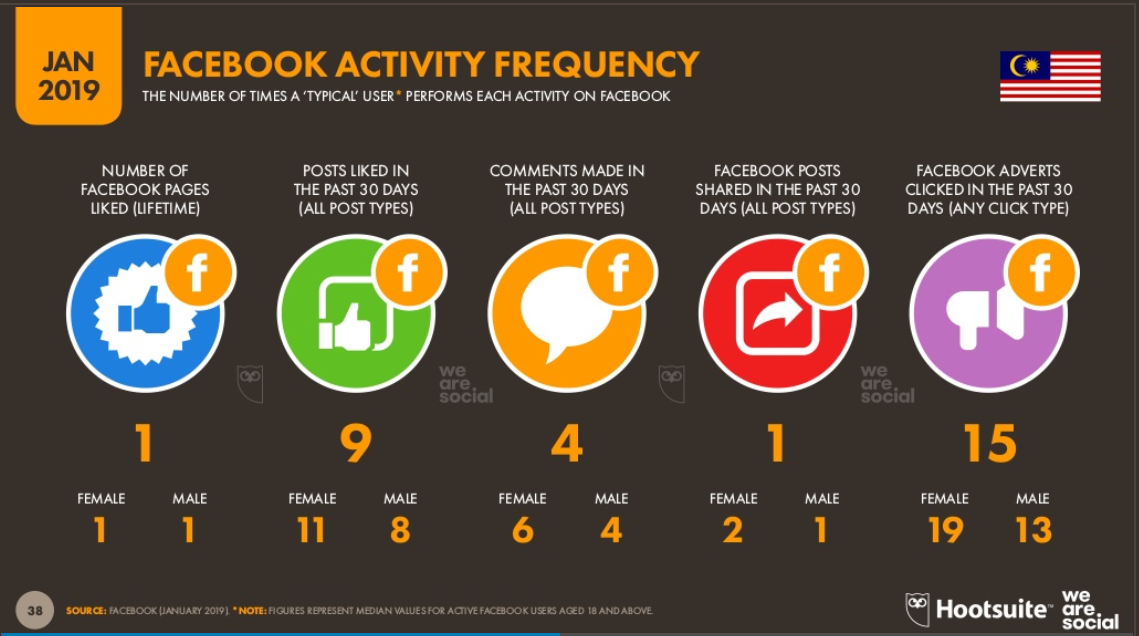 JAN
2019
FACEBOOK ACTIVITY FREQUENCY
THE NUMBER OF TIMES A ‘TYPICAL’ USER* PERFORMS EACH ACTIVITY ON FACEBOOK
NUMBER OF
FACEBOOK PAGES
LIKED (LIFETIME)
POSTS LIKED IN
THE PAST 30 DAYS
(ALL POST TYPES)
COMMENTS MADE IN
THE PAST 30 DAYS
(ALL POST TYPES)
FACEBOOK POSTS
SHARED IN THE PAST 30
DAYS (ALL POST TYPES)
FACEBOOK ADVERTS
CLICKED IN THE PAST 30
DAYS (ANY CLICK TYPE)
f f f f f
we
are
social
we
are
social
1 9 4 1 15
FEMALE MALE FEMALE MALE FEMALE MALE FEMALE MALE FEMALE MALE
1 1 11 8 6 4 2 1 19 13
38 SOURCE: FACEBOOK (JANUARY 2019). *NOTE: FIGURES REPRESENT MEDIAN VALUES FOR ACTIVE FACEBOOK USERS AGED 18 AND ABOVE.
Hootsuite™
we
are
social